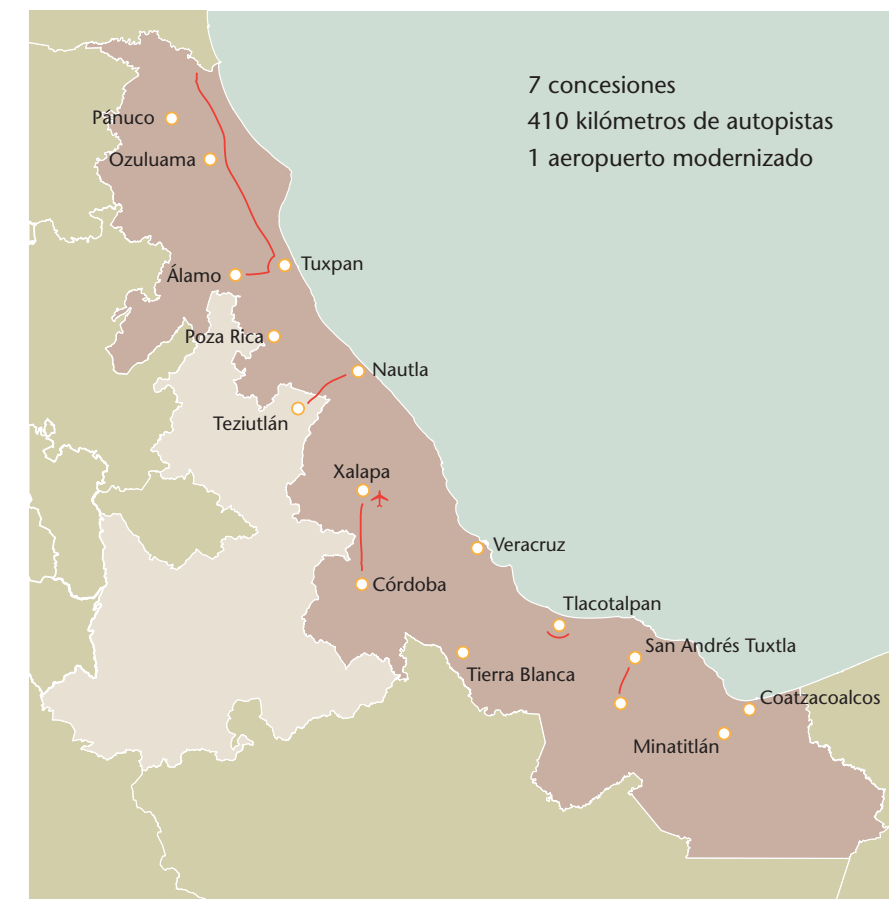 7 concesiones
410 kilómetros de autopistas
1 aeropuerto modernizado
Pánuco
Ozuluama
Tuxpan
Álamo
Poza Rica
Nautla
Teziutlán
Xalapa
Veracruz
Córdoba
Tlacotalpan
San Andrés Tuxtla
Tierra Blanca
Coatzacoalcos
Minatitlán